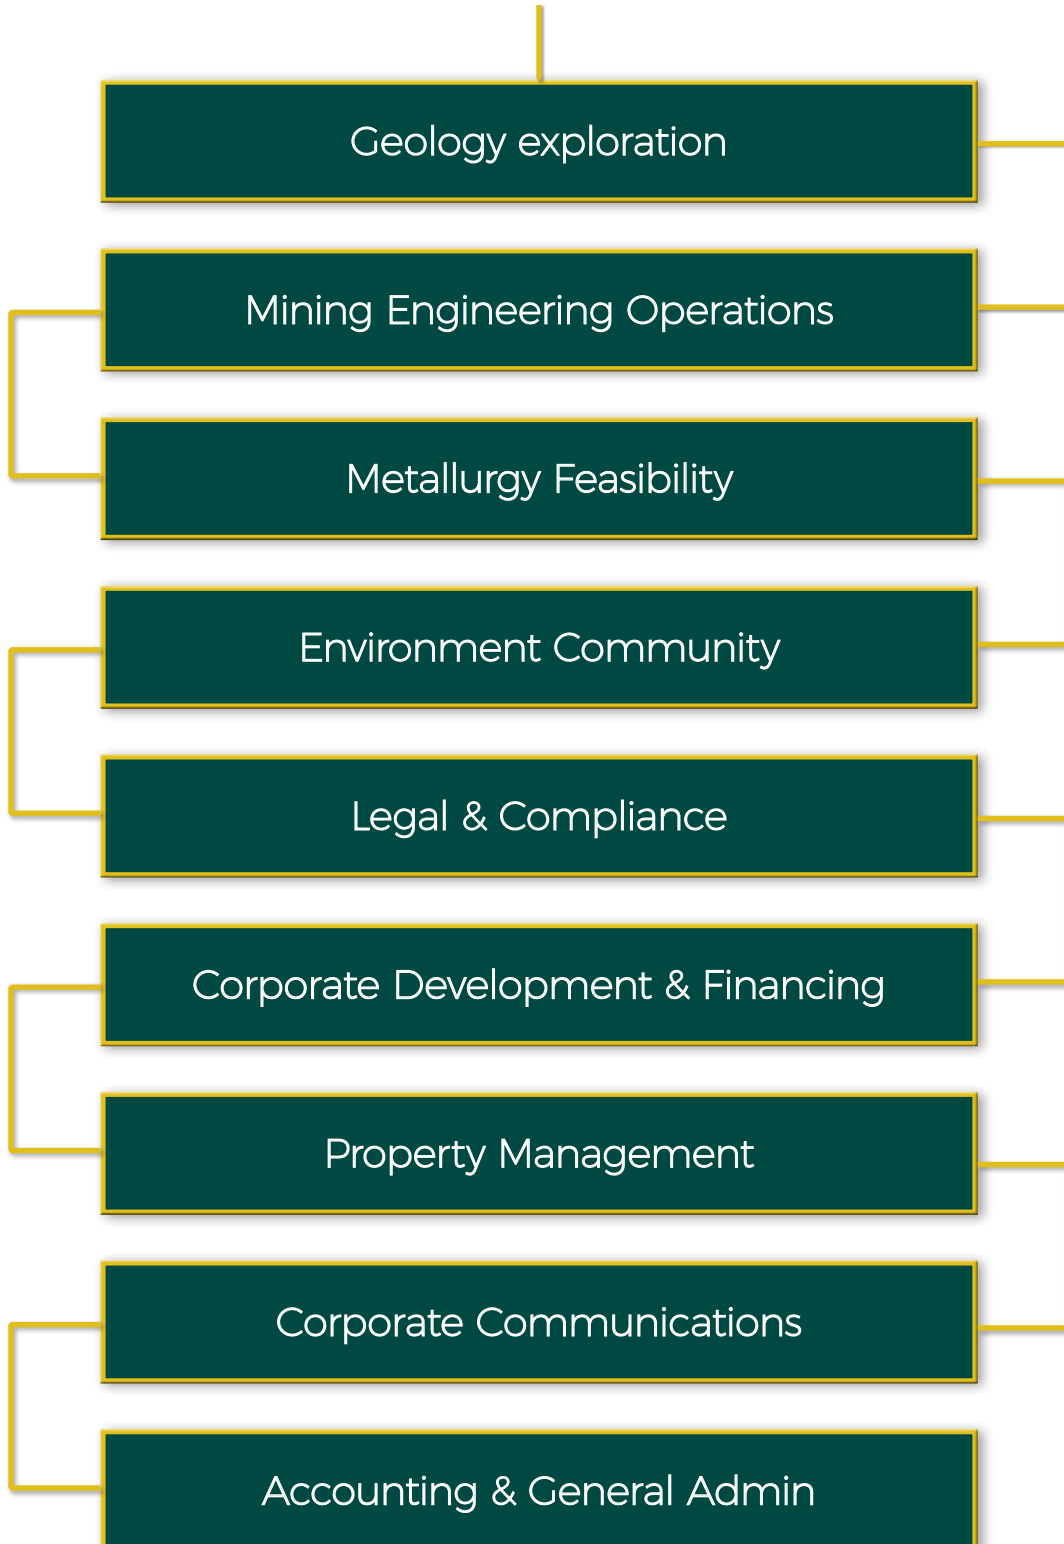 Geology exploration
Mining Engineering Operations
Metallurgy Feasibility
Environment Community
Legal & Compliance
Corporate Development & Financing
Property Management
Corporate Communications
Accounting & General Admin